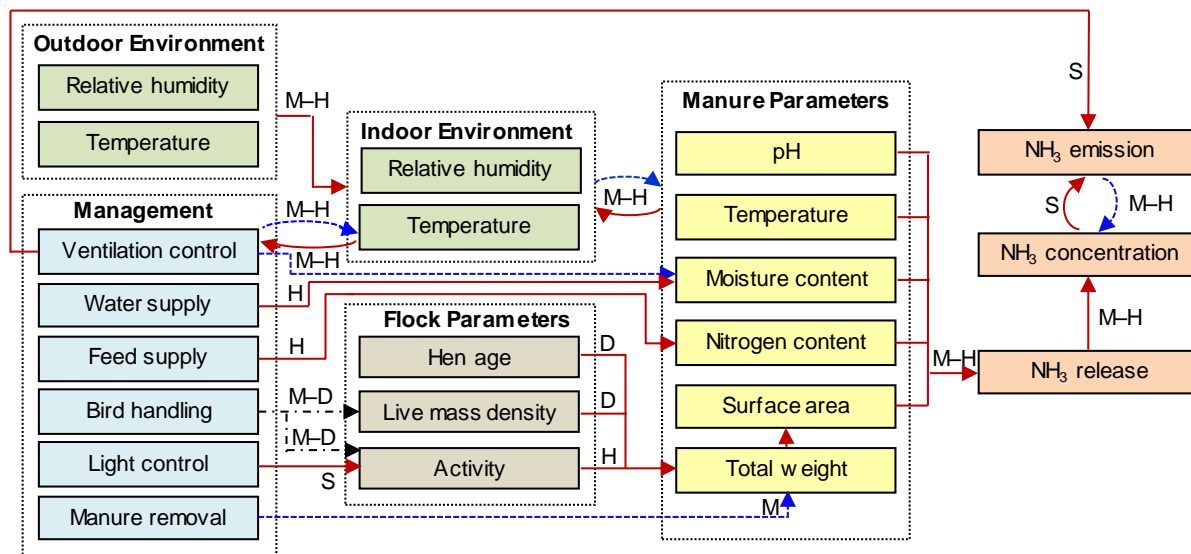 Outdoor Environment
Relative humidity
Temperature
M–H
Management
Ventilation control
Water supply
Feed supply
Bird handling
Light control
Manure removal
M–H
M–H
H
H
M–D
M–D
S
Indoor Environment
Relative humidity
Temperature
M–H
Flock Parameters
Hen age
Live mass density
Activity
D
D
H
M
Manure Parameters
pH
Temperature
Moisture content
Nitrogen content
Surface area
Total weight
M–H
S
NH₃ emission
S
M–H
NH₃ concentration
M–H
NH₃ release